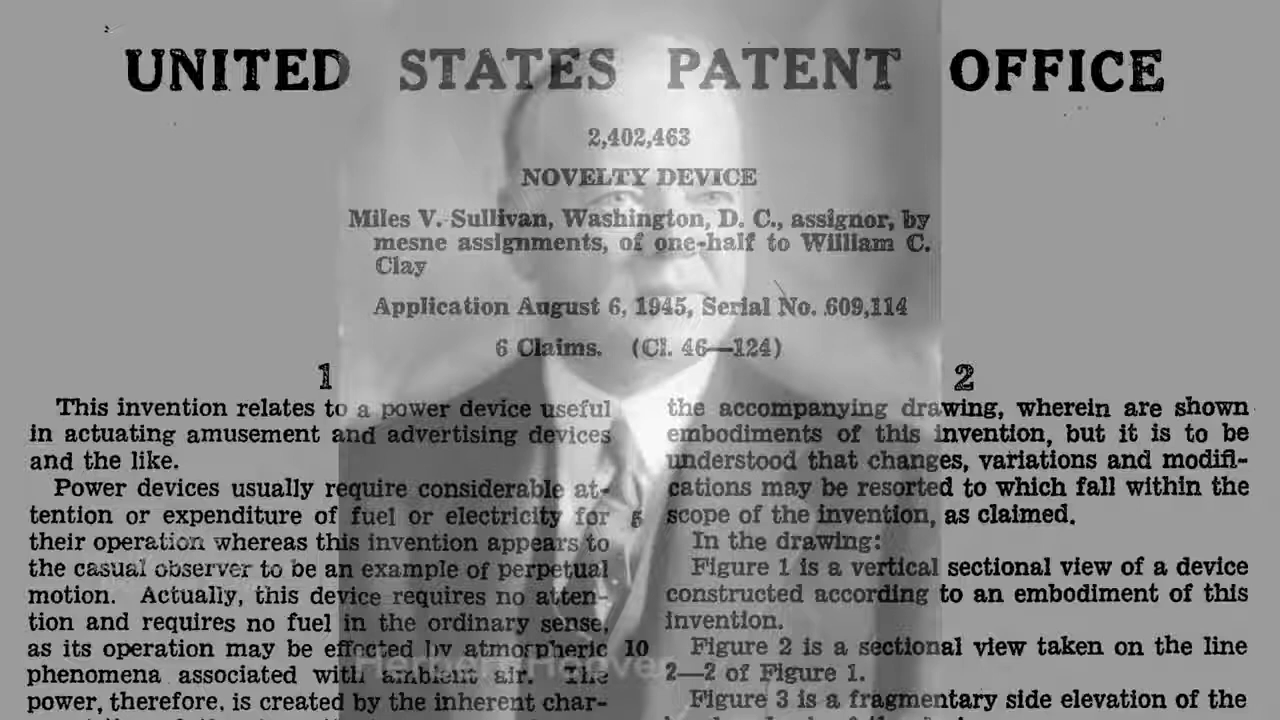 UNITED STATES PATENT OFFICE
2,402,463
NOVELTY DEVICE
Miles V. Sullivan, Washington, D. C., assignor, by
mesne assignments, of one-half to William C.
Clay
Application August 6, 1945, Serial No. 609,114
6 Claims. (Cl. 46—124)
1
This invention relates to a power device useful
in actuating amusement and advertising devices
and the like.
Power devices usually require considerable at-
tention or expenditure of fuel or electricity for 5
their operation whereas this invention appears to
the casual observer to be an example of perpetual
motion. Actually, this device requires no atten-
tion and requires no fuel in the ordinary sense,
as its operation may be effected by atmospheric 10
phenomena associated with ambient air. The
power, therefore, is created by the inherent char-
2
the accompanying drawing, wherein are shown
embodiments of this invention, but it is to be
understood that changes, variations and modifi-
cations may be resorted to which fall within the
scope of the invention, as claimed.
In the drawing:
Figure 1 is a vertical sectional view of a device
constructed according to an embodiment of this
invention.
Figure 2 is a sectional view taken on the line
2—2 of Figure 1.
Figure 3 is a fragmentary side elevation of the
Herbert Hoover